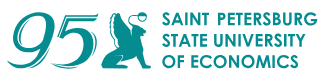 95
SAINT PETERSBURG
STATE UNIVERSITY
OF ECONOMICS